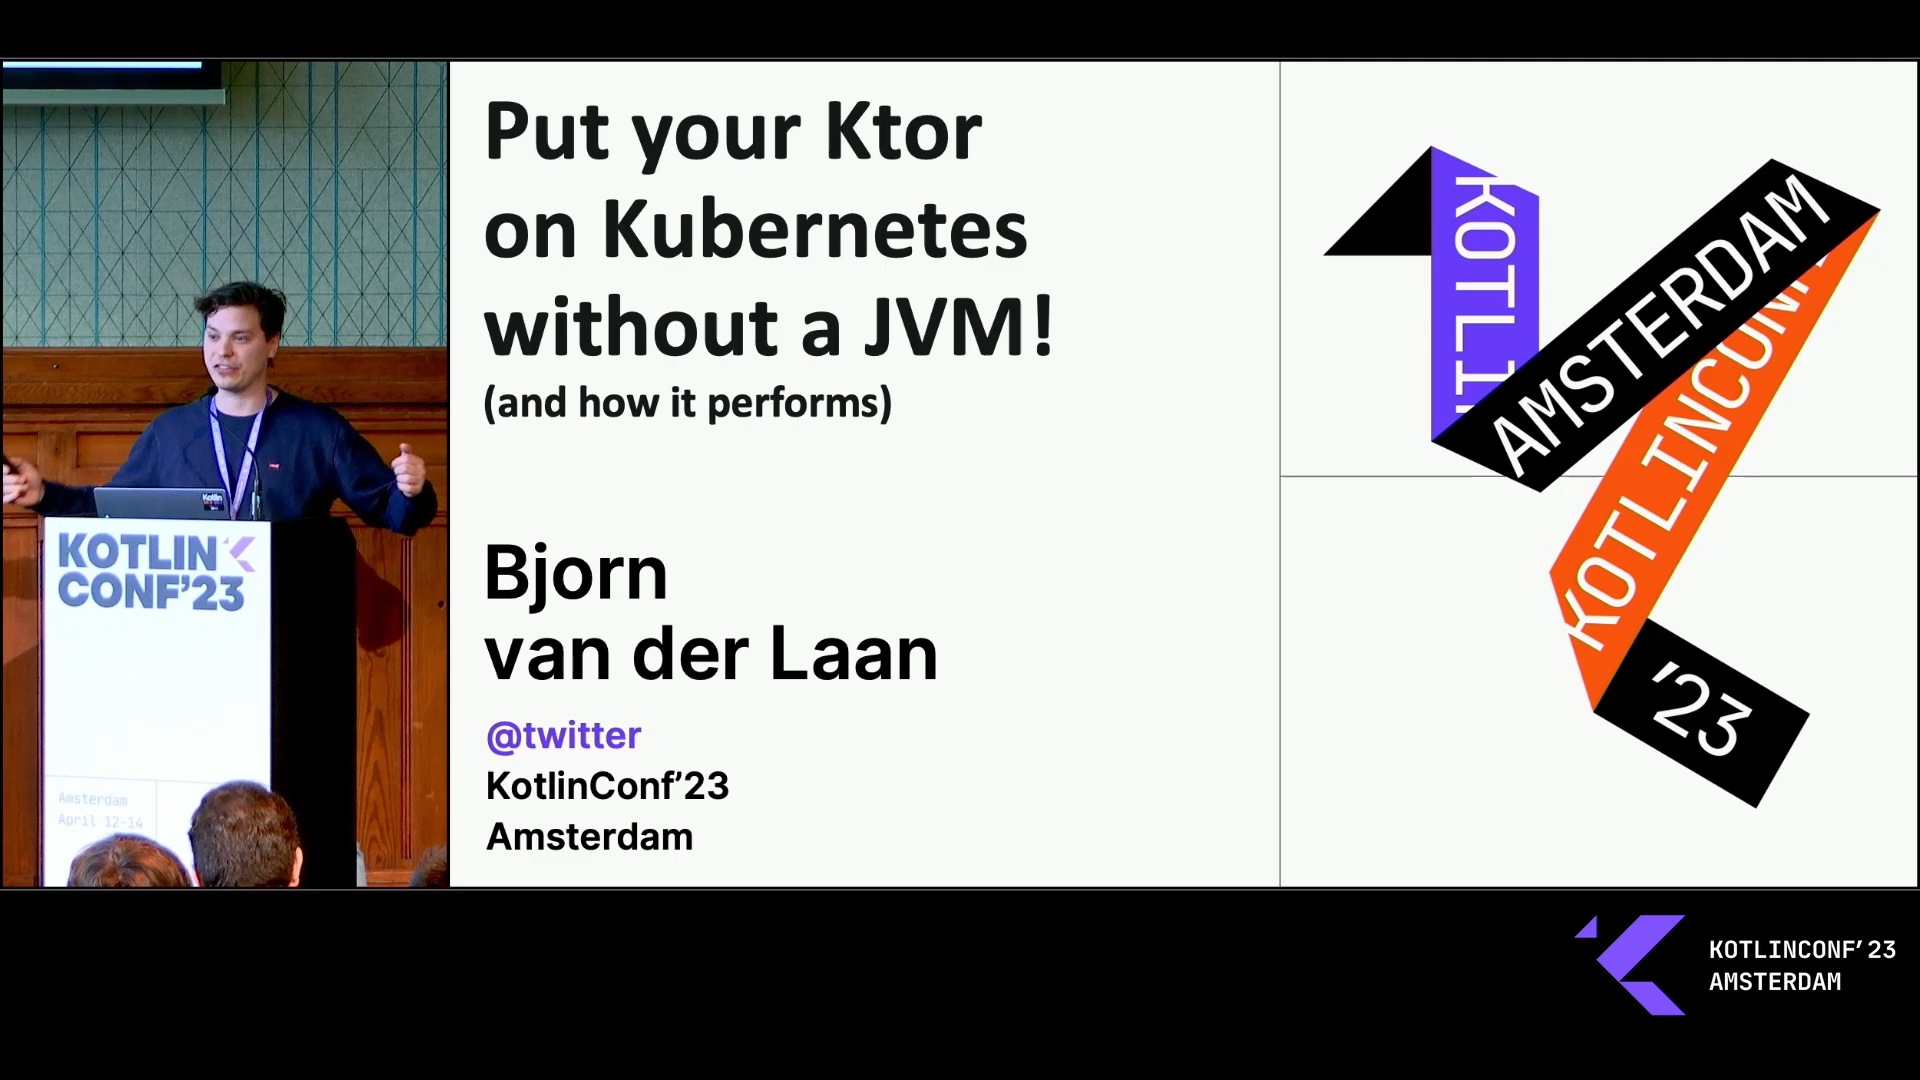 Put your Ktor
on Kubernetes
without a JVM!
(and how it performs)
Bjorn
van der Laan
@twitter
KotlinConf’23
Amsterdam
KOTLIN
AMSTERDAM
KOTLINCONF
’23
Kotlin
KOTLIN
CONF’23
Amsterdam
April 12-14
KOTLINCONF’23
AMSTERDAM